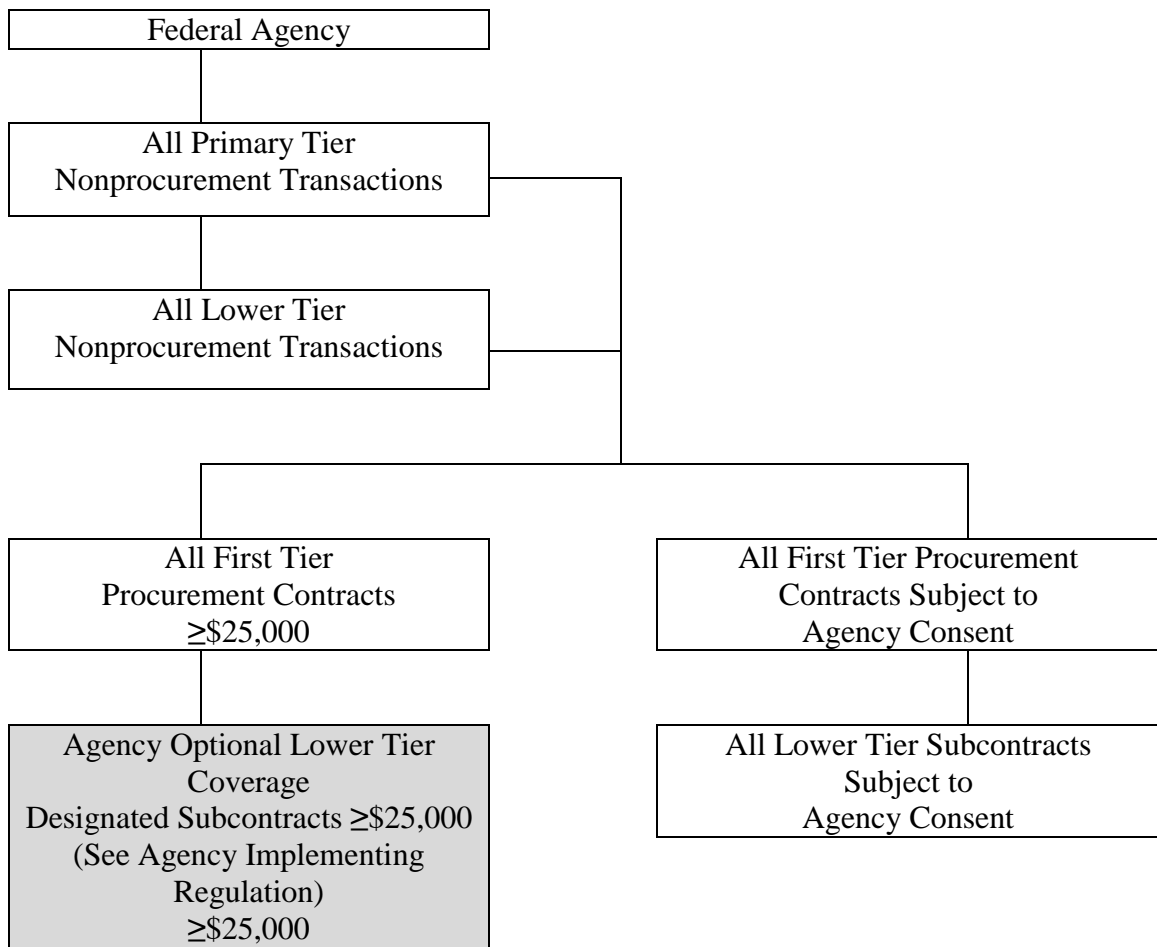 Federal Agency
All Primary Tier
Nonprocurement Transactions
All Lower Tier
Nonprocurement Transactions
All First Tier
Procurement Contracts
≥$25,000
All First Tier Procurement
Contracts Subject to
Agency Consent
Agency Optional Lower Tier
Coverage
Designated Subcontracts ≥$25,000
(See Agency Implementing
Regulation)
≥$25,000
All Lower Tier Subcontracts
Subject to
Agency Consent